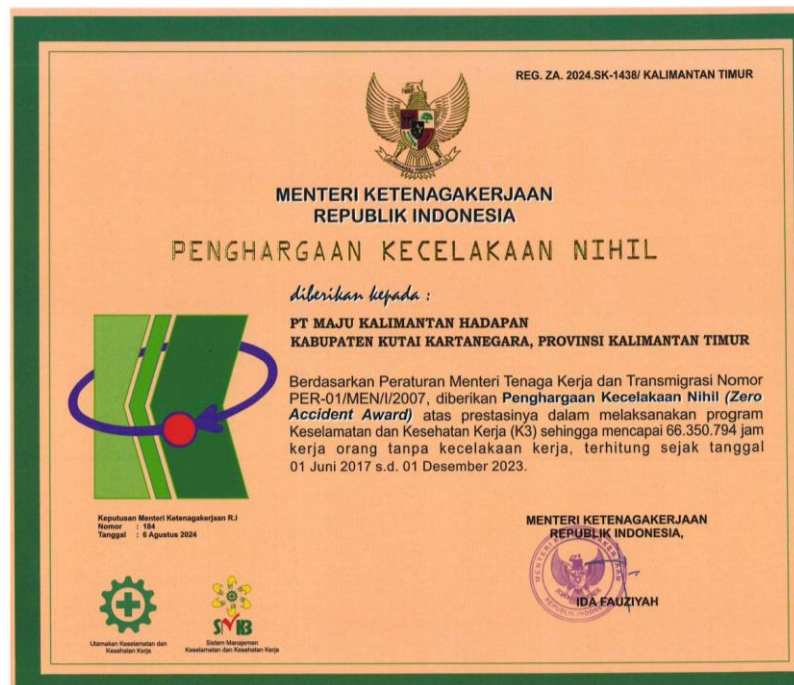 REG. ZA. 2024.SK-1438/ KALIMANTAN TIMUR
MENTERI KETENAGAKERJAAN
REPUBLIK INDONESIA
PENGHARGAAN KECELAKAAN NIHIL
diberikan kepada :
PT MAJU KALIMANTAN HADAPAN
KABUPATEN KUTAI KARTANEGARA, PROVINSI KALIMANTAN TIMUR
Berdasarkan Peraturan Menteri Tenaga Kerja dan Transmigrasi Nomor
PER-01/MEN/I/2007, diberikan Penghargaan Kecelakaan Nihil (Zero
Accident Award) atas prestasinya dalam melaksanakan program
Keselamatan dan Kesehatan Kerja (K3) sehingga mencapai 66.350.794 jam
kerja orang tanpa kecelakaan kerja, terhitung sejak tanggal
01 Juni 2017 s.d. 01 Desember 2023.
Keputusan Menteri Ketenagakerjaan R.I
Nomor : 184
Tanggal : 6 Agustus 2024
MENTERI KETENAGAKERJAAN
REPUBLIK INDONESIA,
IDA FAUZIYAH
Utamakan Keselamatan dan
Kesehatan Kerja
Sistem Manajemen
Keselamatan dan Kesehatan Kerja